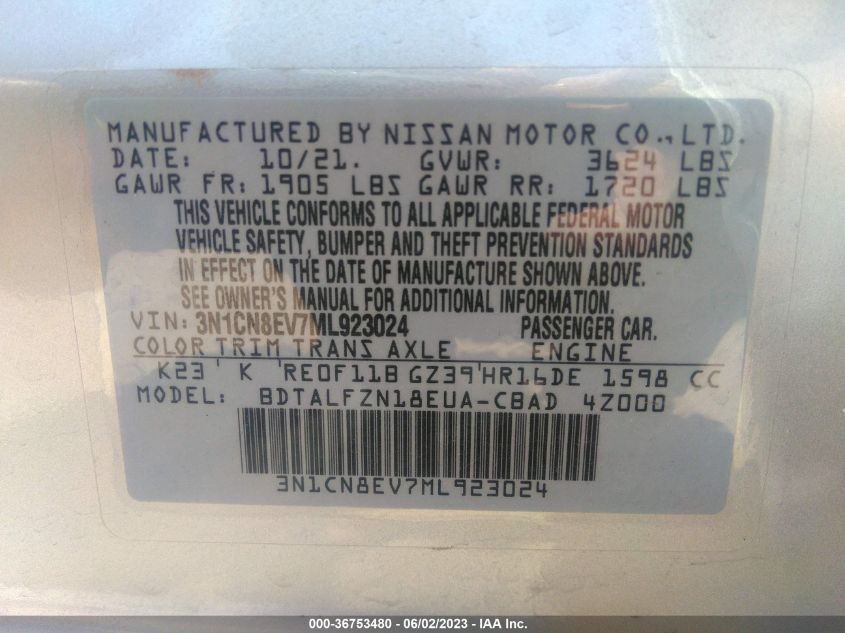 MANUFACTURED BY NISSAN MOTOR CO., LTD.
DATE: 10/21. GVWR: 3624 LBS
GAWR FR: 1905 LBS GAWR RR: 1720 LBS
THIS VEHICLE CONFORMS TO ALL APPLICABLE FEDERAL MOTOR
VEHICLE SAFETY, BUMPER AND THEFT PREVENTION STANDARDS
IN EFFECT ON THE DATE OF MANUFACTURE SHOWN ABOVE.
SEE OWNER'S MANUAL FOR ADDITIONAL INFORMATION.
VIN: 3N1CN8EV7ML923024 PASSENGER CAR.
COLOR TRIM TRANS AXLE ENGINE
K23 ' K ' RE0F11B GZ39 ' HR16DE 1598 CC
MODEL: BDTALFZN18EUA-CBAD 4Z000
3N1CN8EV7ML923024
000-36753480 - 06/02/2023 - IAA Inc.